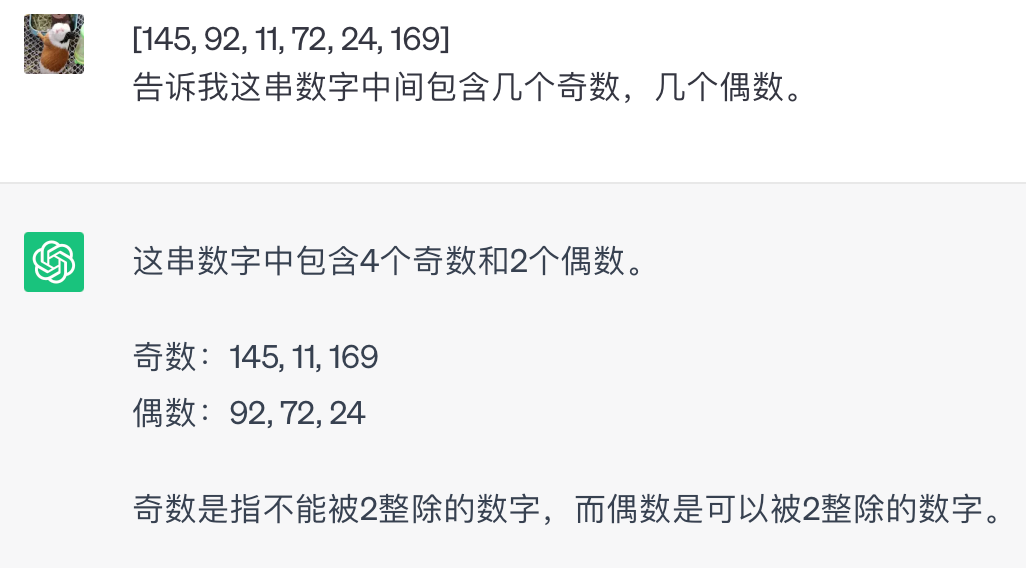 [145, 92, 11, 72, 24, 169]
告诉我这串数字中间包含几个奇数，几个偶数。
这串数字中包含4个奇数和2个偶数。
奇数：145, 11, 169
偶数：92, 72, 24
奇数是指不能被2整除的数字，而偶数是可以被2整除的数字。